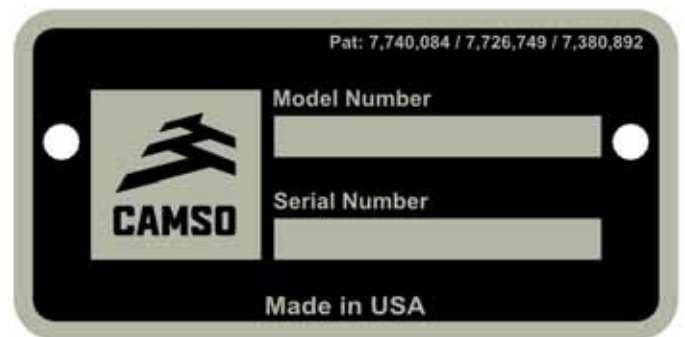 Pat: 7,740,084 / 7,726,749 / 7,380,892
Model Number
CAMSO
Serial Number
Made in USA